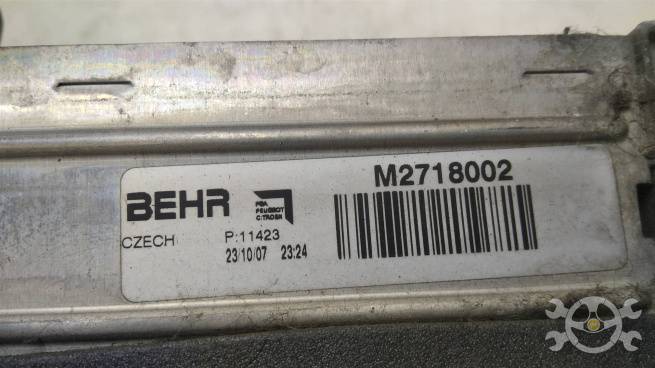 M2718002
BEHR
PSA
PEUGEOT
CITROEN
CZECH P:11423
23/10/07 23:24